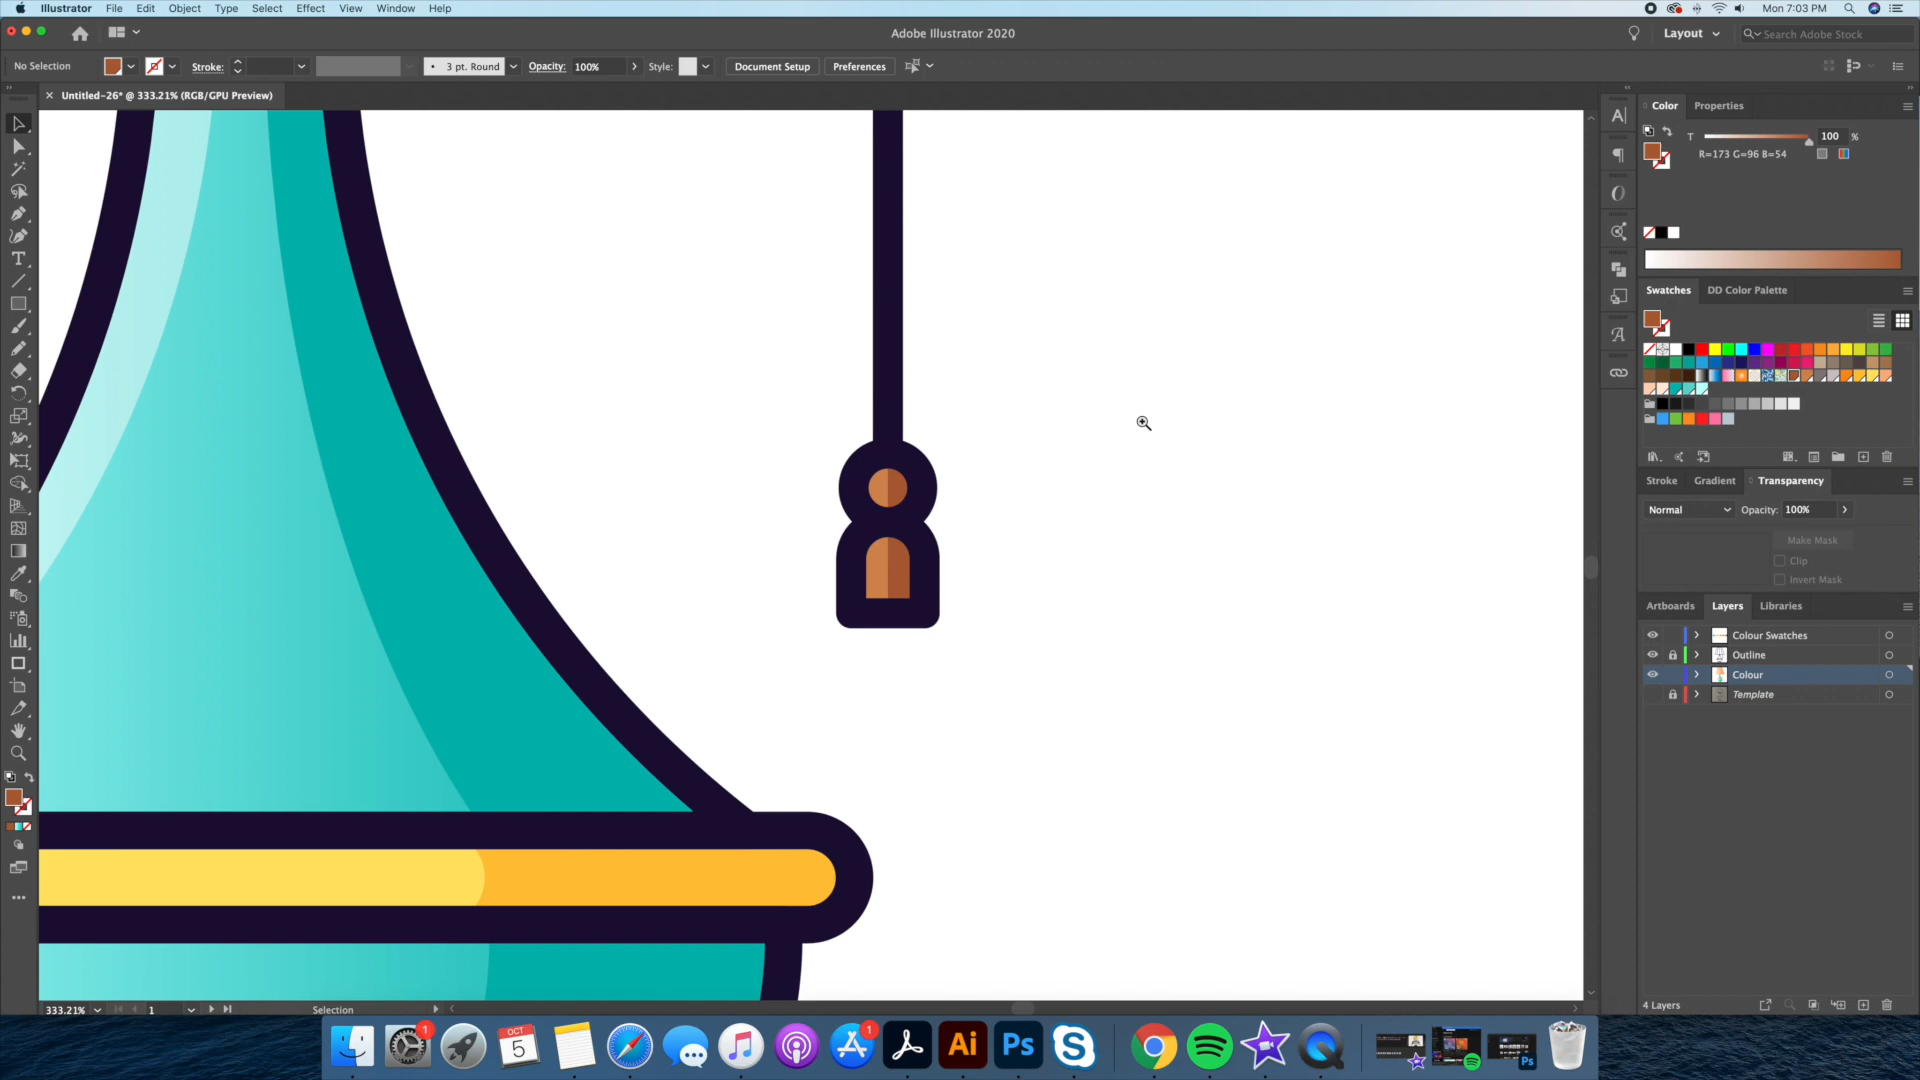 Illustrator File Edit Object Type Select Effect View Window Help Mon 7:03 PM
Adobe Illustrator 2020 Layout Search Adobe Stock
No Selection Stroke: 3 pt. Round Opacity: 100% Style: Document Setup Preferences
Untitled-26* @ 333.21% (RGB/GPU Preview)
Color Properties
T 100 %
R=173 G=96 B=54
Swatches DD Color Palette
Stroke Gradient Transparency
Normal Opacity: 100%
Make Mask
Clip
Invert Mask
Artboards Layers Libraries
Colour Swatches
Outline
Colour
Template
4 Layers
333.21% 1 Selection
1 OCT 5 1 Ai Ps Ps